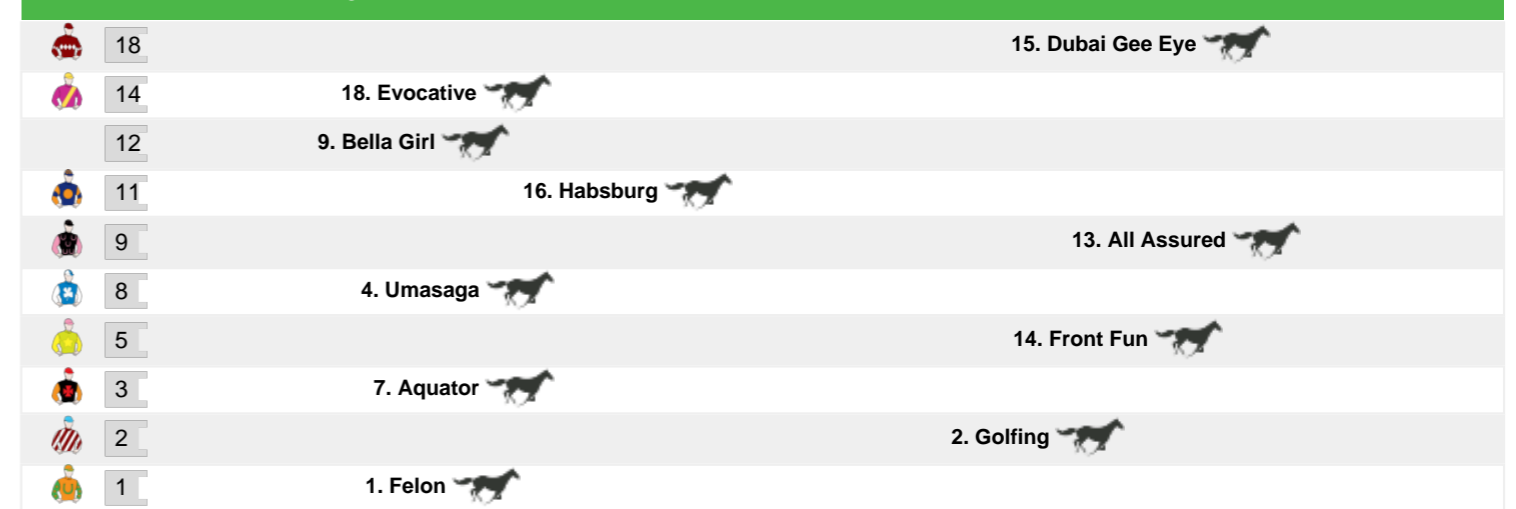 18 15. Dubai Gee Eye
14 18. Evocative
12 9. Bella Girl
11 16. Habsburg
9 13. All Assured
8 4. Umasaga
5 14. Front Fun
3 7. Aquator
2 2. Golfing
1 1. Felon